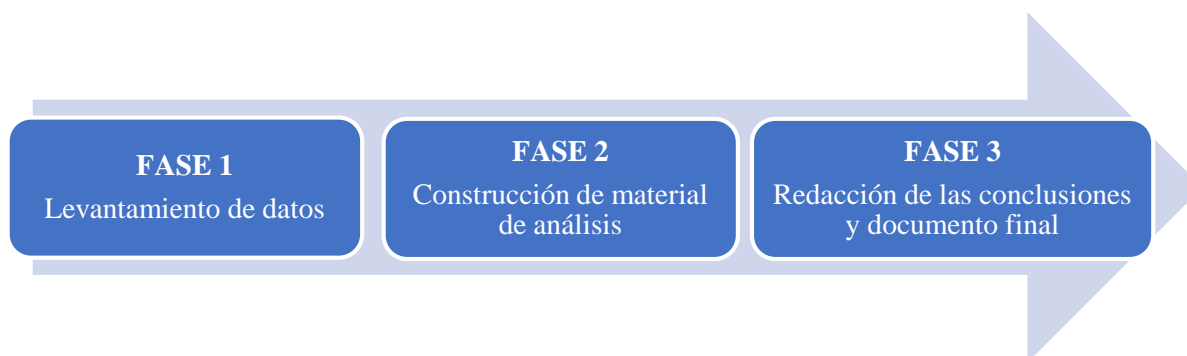 FASE 1
Levantamiento de datos
FASE 2
Construcción de material
de análisis
FASE 3
Redacción de las conclusiones
y documento final